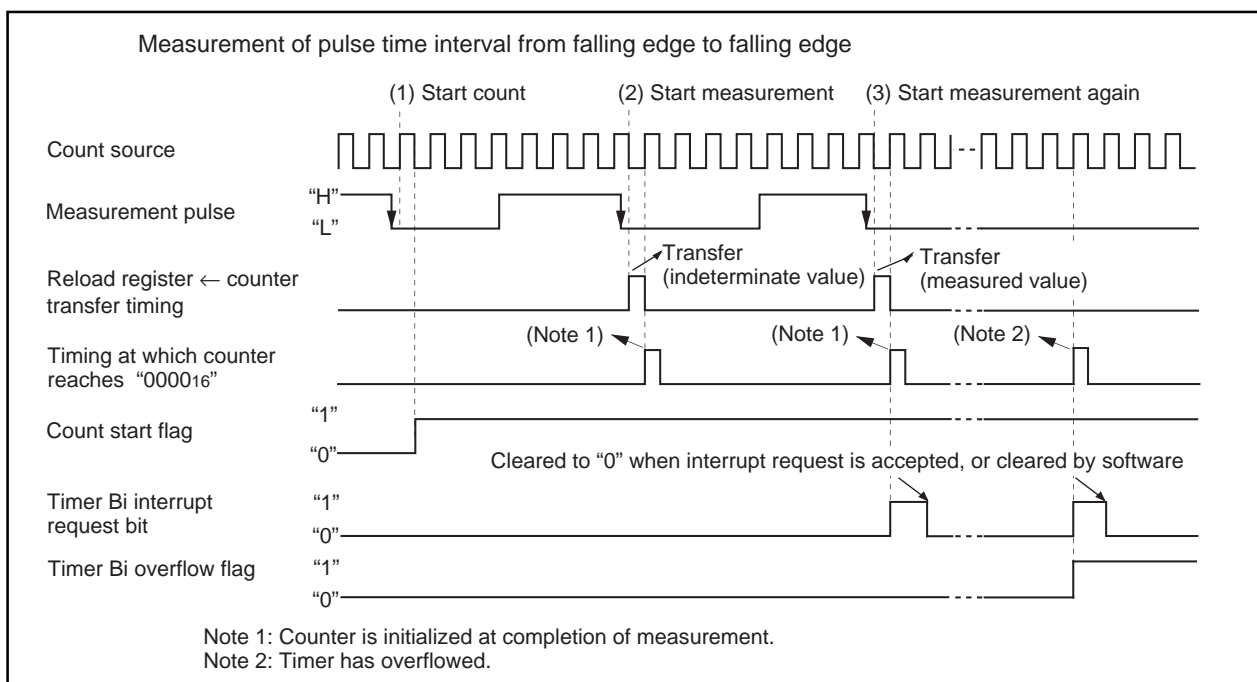 Measurement of pulse time interval from falling edge to falling edge
(1) Start count
(2) Start measurement
(3) Start measurement again
Count source
Measurement pulse
“H”
“L”
Reload register ← counter
transfer timing
Transfer
(indeterminate value)
Transfer
(measured value)
Timing at which counter
reaches “000016”
(Note 1)
(Note 1)
(Note 2)
Count start flag
“1”
“0”
Cleared to “0” when interrupt request is accepted, or cleared by software
Timer Bi interrupt
request bit
“1”
“0”
Timer Bi overflow flag
“1”
“0”
Note 1: Counter is initialized at completion of measurement.
Note 2: Timer has overflowed.